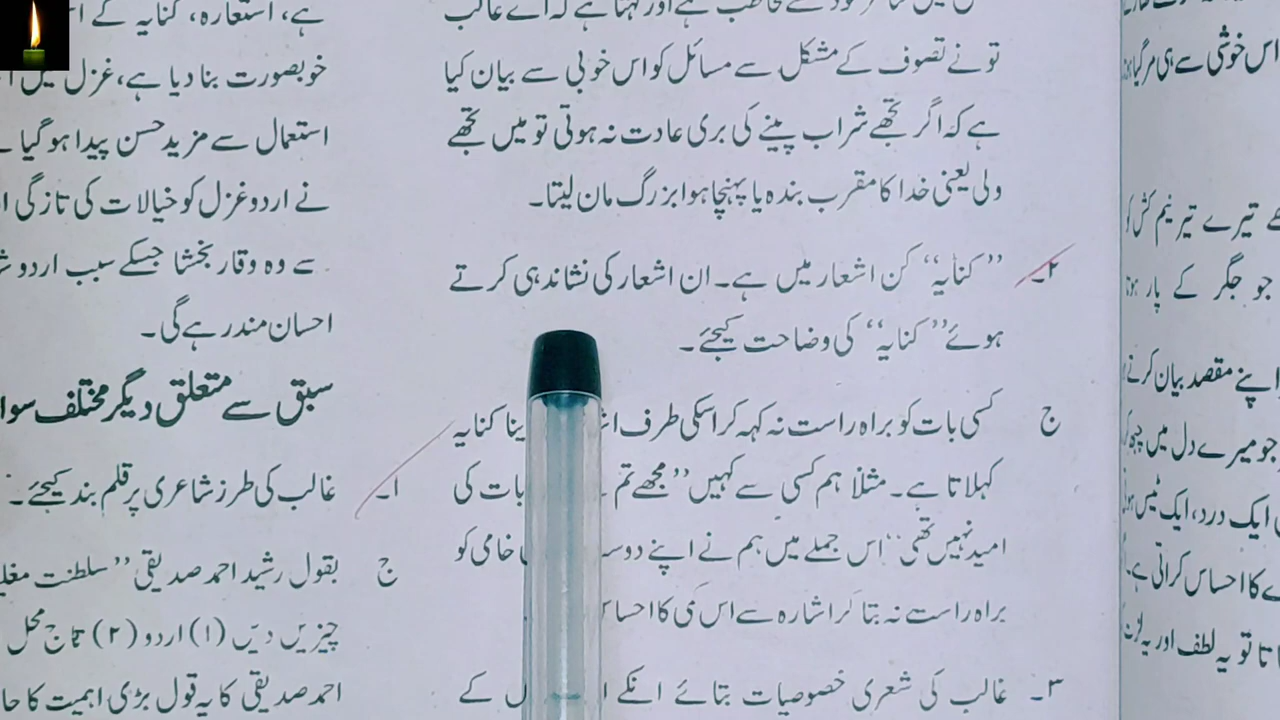 تو نے تصوف کے مشکل سے مسائل کو اس خوبی سے بیان کیا
ہے کہ اگر تجھے شراب پینے کی بری عادت نہ ہوتی تو میں تجھے
ولی یعنی خدا کا مقرب بندہ یا پہنچا ہوا بزرگ مان لیتا۔
۲۔ ’’کنایہ‘‘ کن اشعار میں ہے۔ ان اشعار کی نشاندہی کرتے
ہوئے ’’کنایہ‘‘ کی وضاحت کیجئے۔
ج کسی بات کو براہ راست نہ کہہ کر اسکی طرف کنایہ
کہلاتا ہے۔ مثلاً ہم کسی سے کہیں ’’مجھے تم بات کی
امید نہیں تھی‘‘ اس جملے میں ہم نے اپنے خامی کو
براہ راست نہ بتا کر اشارہ سے اس کمی کا
۳۔ غالب کی شعری خصوصیات بتائے انکے کے
ہے، استعارہ، کنایہ کے
خوبصورت بنا دیا ہے، غزل میں
استعمال سے مزید حسن پیدا ہو گیا
نے اردو غزل کو خیالات کی تازگی
سے وہ وقار بخشا جسکے سبب اردو
احسان مند رہے گی۔
سبق سے متعلق دیگر مختلف
۱۔ غالب کی طرز شاعری پر قلم بند کیجئے۔
ج بقول رشید احمد صدیقی ’’سلطنت
چیزیں دیں (۱) اردو (۲) تاج محل
احمد صدیقی کا یہ قول بڑی اہمیت کا
اس خوشی سے ہی مر گیا
تیرے تیر نیم کش کو
جو جگر کے پار ہوتا
اپنے مقصد بیان کرنے
جو میرے دل میں
ایک درد، ایک ٹیس
کا احساس کراتی ہے۔
تو یہ لطف اور یہ